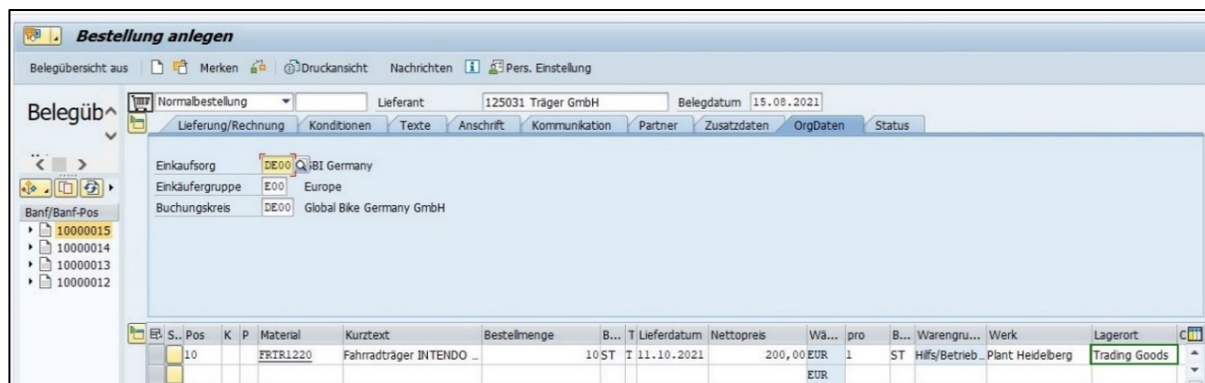 Bestellung anlegen
Belegübersicht aus Merken Druckansicht Nachrichten Pers. Einstellung
Belegüb
Normalbestellung Lieferant 125031 Träger GmbH Belegdatum 15.08.2021
Lieferung/Rechnung Konditionen Texte Anschrift Kommunikation Partner Zusatzdaten OrgDaten Status
Einkaufsorg DE00 GBI Germany
Einkäufergruppe E00 Europe
Buchungskreis DE00 Global Bike Germany GmbH
Banf/Banf-Pos
10000015
10000014
10000013
10000012
S.. Pos K P Material Kurztext Bestellmenge B... T Lieferdatum Nettopreis Wä... pro B... Warengru... Werk Lagerort
10 FRTR1220 Fahrradträger INTENDO ... 10 ST T 11.10.2021 200,00 EUR 1 ST Hilfs/Betrieb... Plant Heidelberg Trading Goods
EUR